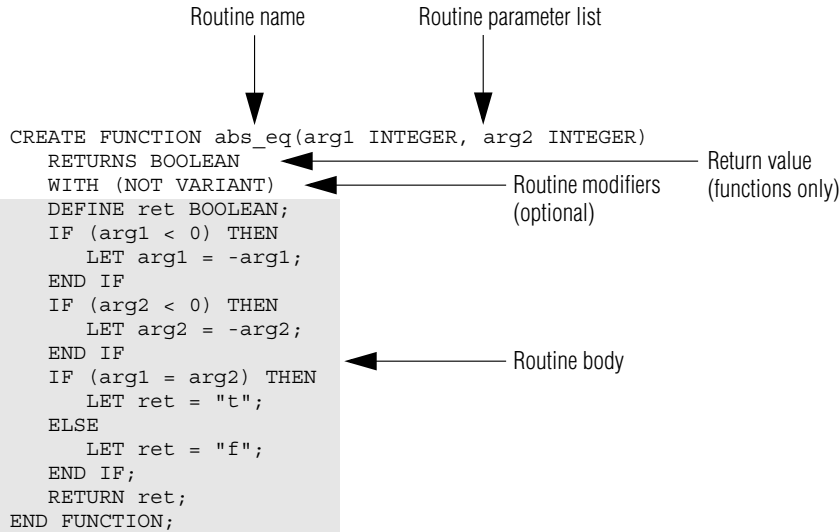 Routine name
Routine parameter list
CREATE FUNCTION abs_eq(arg1 INTEGER, arg2 INTEGER)
RETURNS BOOLEAN
Return value
(functions only)
WITH (NOT VARIANT)
Routine modifiers
(optional)
DEFINE ret BOOLEAN;
IF (arg1 < 0) THEN
LET arg1 = -arg1;
END IF
IF (arg2 < 0) THEN
LET arg2 = -arg2;
END IF
Routine body
IF (arg1 = arg2) THEN
LET ret = "t";
ELSE
LET ret = "f";
END IF;
RETURN ret;
END FUNCTION;